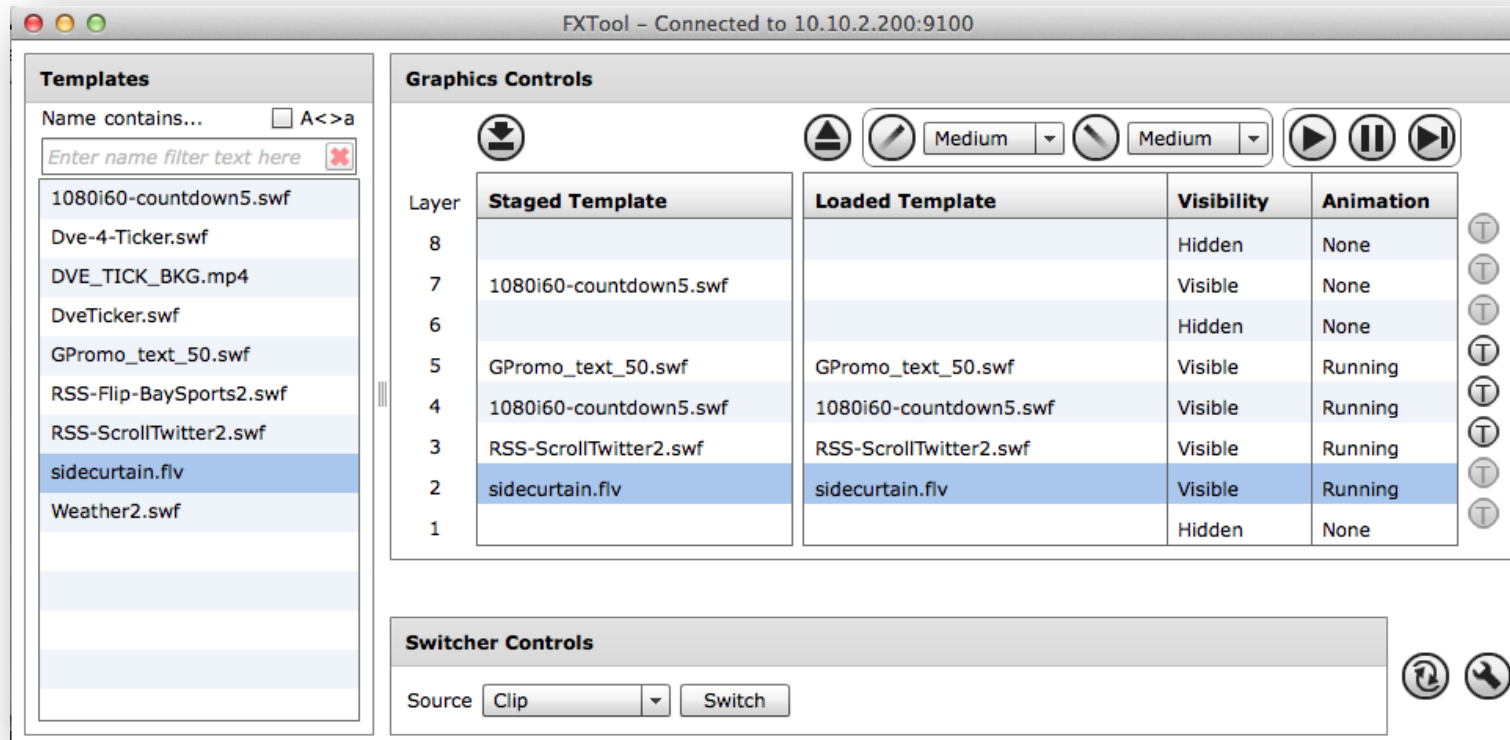 FXTool – Connected to 10.10.2.200:9100
Templates
Name contains... A<>a
Enter name filter text here
1080i60-countdown5.swf
Dve-4-Ticker.swf
DVE_TICK_BKG.mp4
DveTicker.swf
GPromo_text_50.swf
RSS-Flip-BaySports2.swf
RSS-ScrollTwitter2.swf
sidecurtain.flv
Weather2.swf
Graphics Controls
Medium Medium
Layer Staged Template Loaded Template Visibility Animation
8 Hidden None T
7 1080i60-countdown5.swf Visible None T
6 Hidden None T
5 GPromo_text_50.swf GPromo_text_50.swf Visible Running T
4 1080i60-countdown5.swf 1080i60-countdown5.swf Visible Running T
3 RSS-ScrollTwitter2.swf RSS-ScrollTwitter2.swf Visible Running T
2 sidecurtain.flv sidecurtain.flv Visible Running T
1 Hidden None T
Switcher Controls
Source Clip Switch